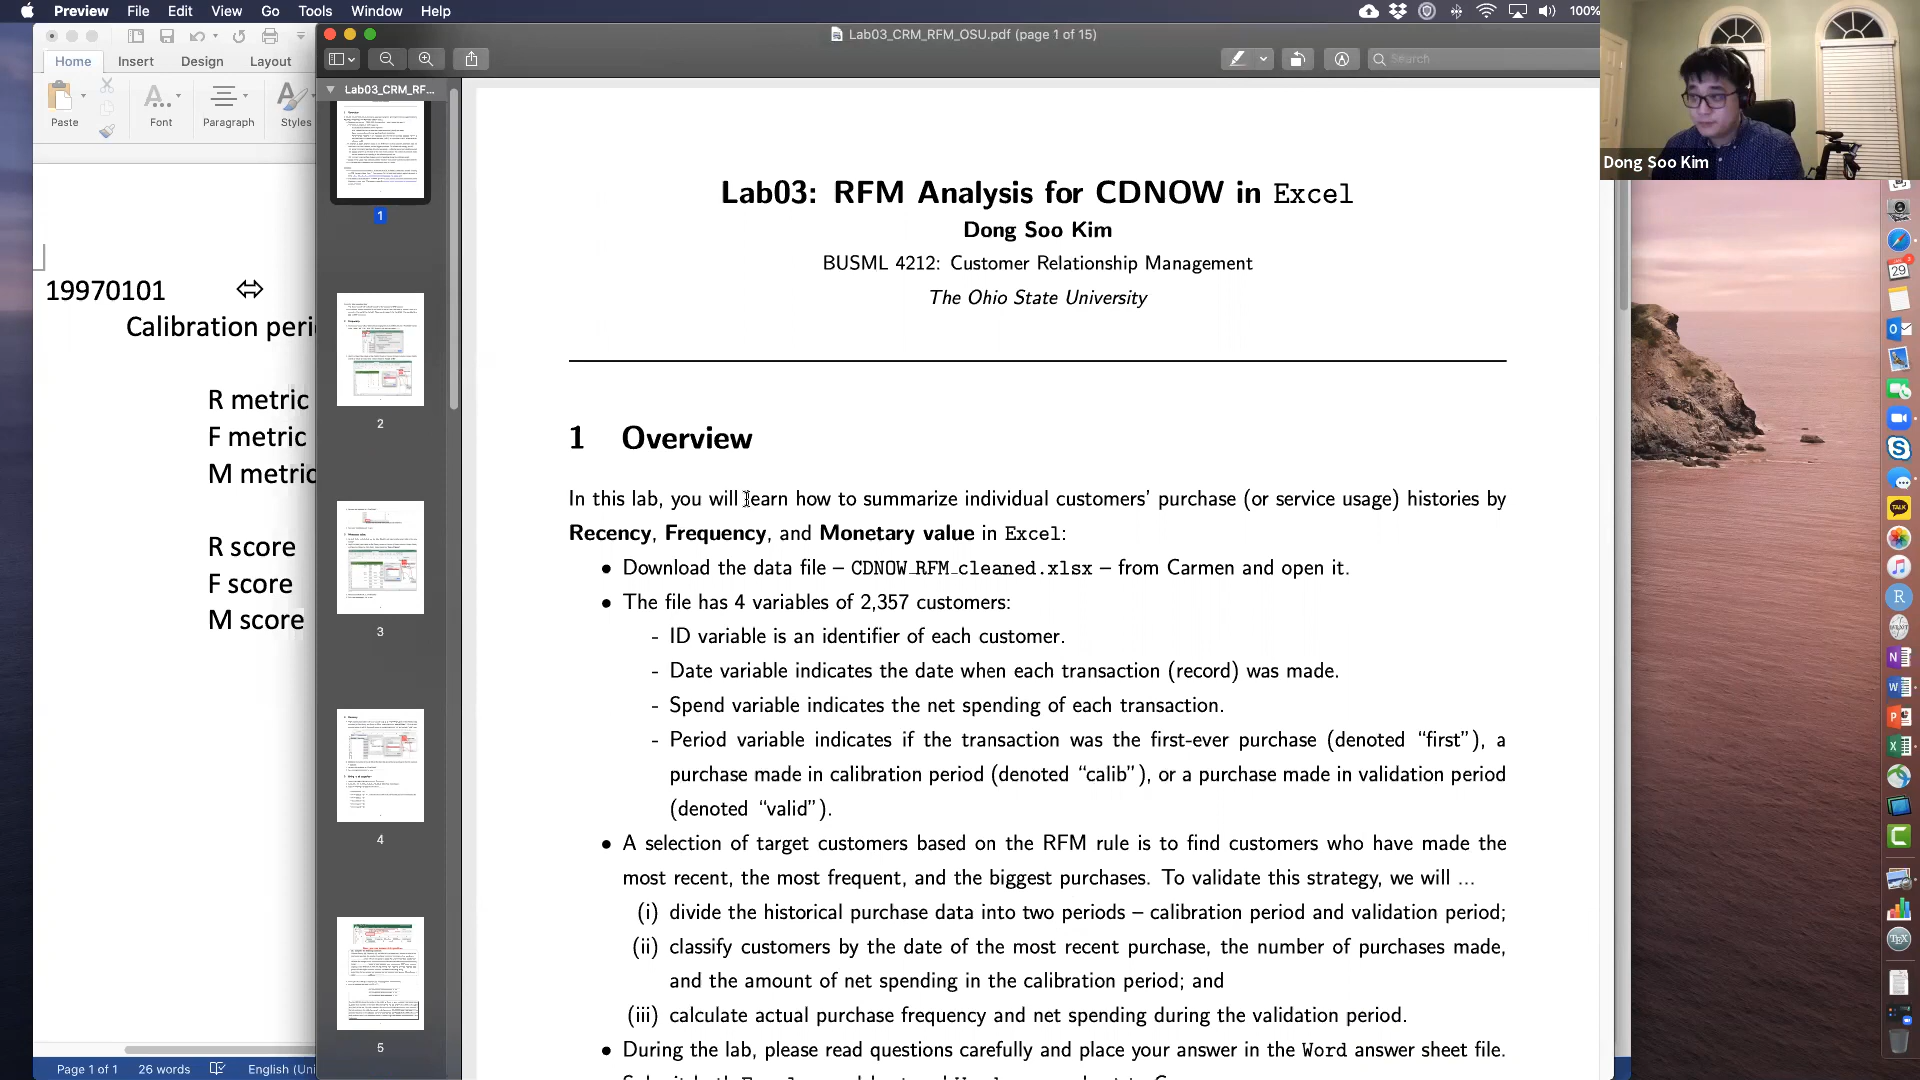 Preview File Edit View Go Tools Window Help
100%
Home Insert Design Layout
Paste Font Paragraph Styles
19970101 ⇔
Calibration peri
R metric
F metric
M metric
R score
F score
M score
Page 1 of 1 26 words English (Uni
Lab03_CRM_RFM_OSU.pdf (page 1 of 15)
Search
Lab03_CRM_RF...
1
2
3
4
5
Lab03: RFM Analysis for CDNOW in Excel
Dong Soo Kim
BUSML 4212: Customer Relationship Management
The Ohio State University
1 Overview
In this lab, you will learn how to summarize individual customers' purchase (or service usage) histories by
Recency, Frequency, and Monetary value in Excel:
• Download the data file – CDNOW_RFM_cleaned.xlsx – from Carmen and open it.
• The file has 4 variables of 2,357 customers:
- ID variable is an identifier of each customer.
- Date variable indicates the date when each transaction (record) was made.
- Spend variable indicates the net spending of each transaction.
- Period variable indicates if the transaction was the first-ever purchase (denoted “first”), a
purchase made in calibration period (denoted “calib”), or a purchase made in validation period
(denoted “valid”).
• A selection of target customers based on the RFM rule is to find customers who have made the
most recent, the most frequent, and the biggest purchases. To validate this strategy, we will ...
(i) divide the historical purchase data into two periods – calibration period and validation period;
(ii) classify customers by the date of the most recent purchase, the number of purchases made,
and the amount of net spending in the calibration period; and
(iii) calculate actual purchase frequency and net spending during the validation period.
• During the lab, please read questions carefully and place your answer in the Word answer sheet file.
Dong Soo Kim
29
TALK
R
TEX